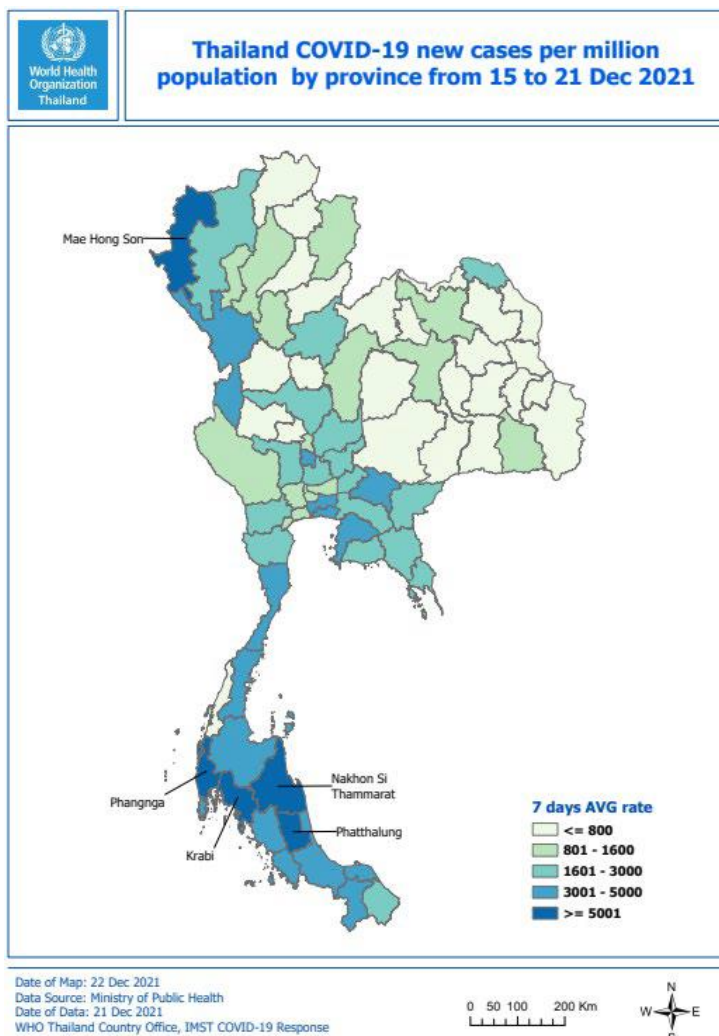 World Health
Organization
Thailand
Thailand COVID-19 new cases per million
population by province from 15 to 21 Dec 2021
Mae Hong Son
Phangnga
Krabi
Nakhon Si
Thammarat
Phatthalung
7 days AVG rate
<= 800
801 - 1600
1601 - 3000
3001 - 5000
>= 5001
Date of Map: 22 Dec 2021
Data Source: Ministry of Public Health
Date of Data: 21 Dec 2021
WHO Thailand Country Office, IMST COVID-19 Response
0 50 100 200 Km
N
W E